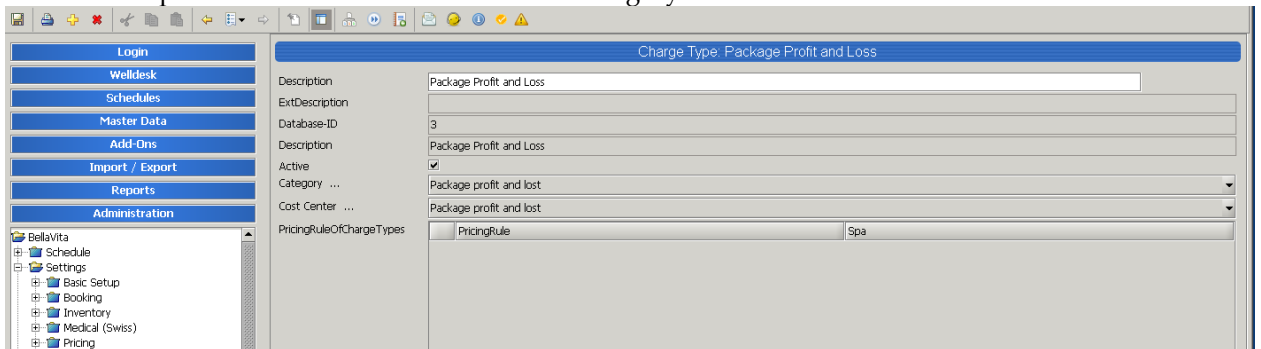 Login
Welldesk
Schedules
Master Data
Add-Ons
Import / Export
Reports
Administration
BellaVita
Schedule
Settings
Basic Setup
Booking
Inventory
Medical (Swiss)
Pricing
Charge Type: Package Profit and Loss
Description Package Profit and Loss
ExtDescription
Database-ID 3
Description Package Profit and Loss
Active
Category ... Package profit and lost
Cost Center ... Package profit and lost
PricingRuleOfChargeTypes PricingRule Spa